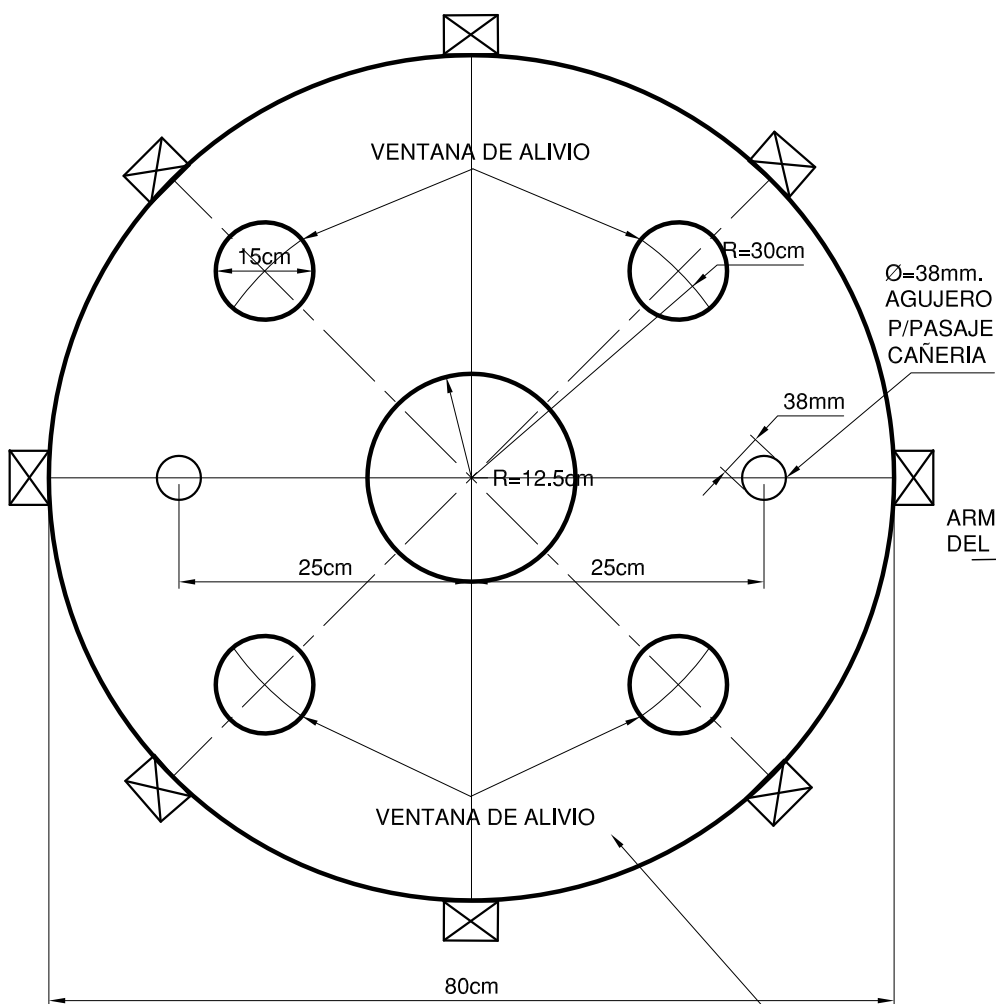 VENTANA DE ALIVIO
15cm
R=30cm
Ø=38mm.
AGUJERO
P/PASAJE
CAÑERIA
38mm
R=12.5cm
ARM
DEL
25cm
25cm
VENTANA DE ALIVIO
80cm